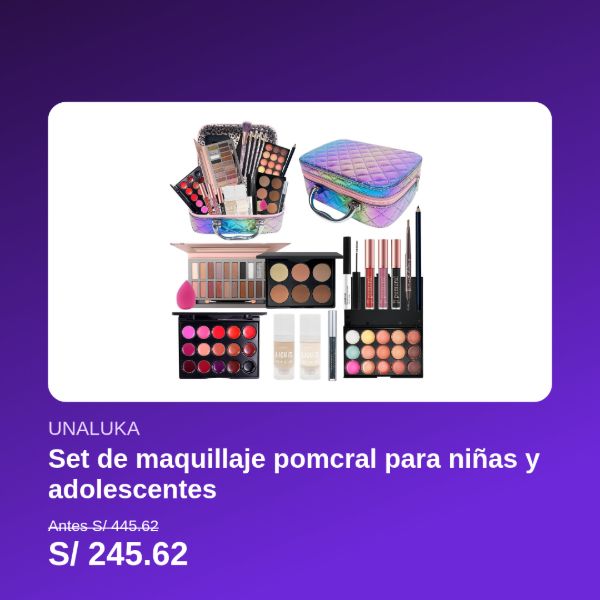 UNALUKA
Set de maquillaje pomcral para niñas y
adolescentes
Antes S/ 445.62
S/ 245.62